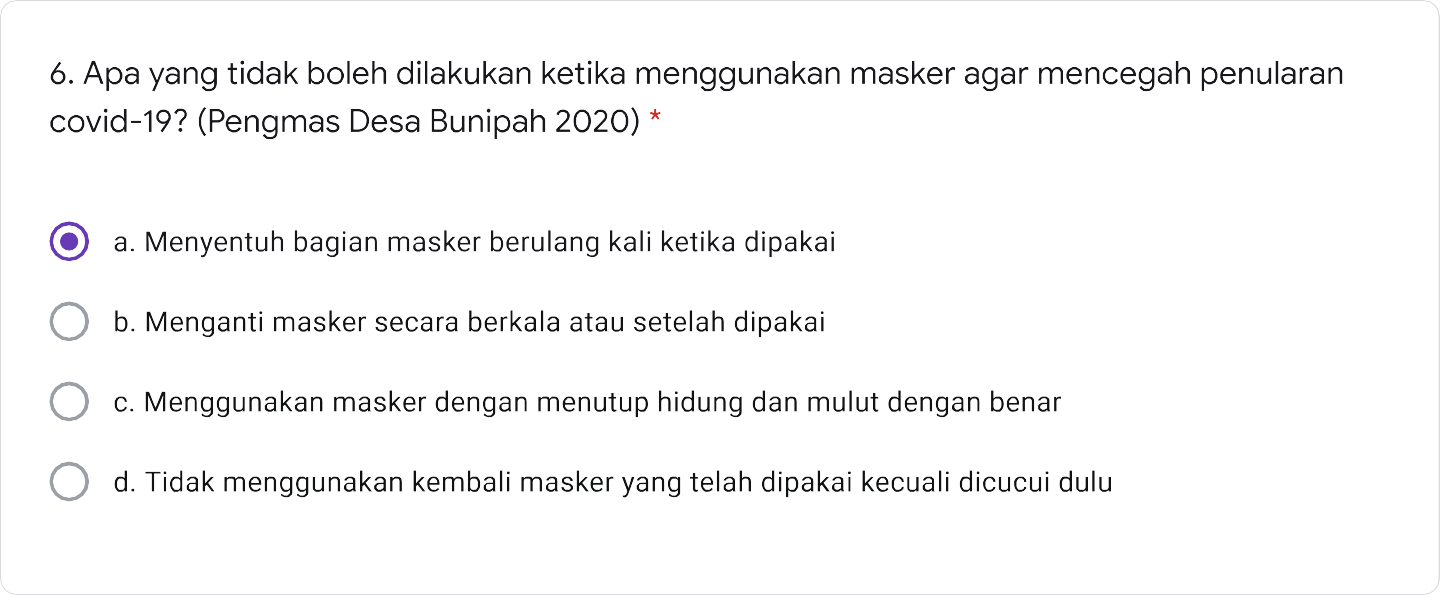 6. Apa yang tidak boleh dilakukan ketika menggunakan masker agar mencegah penularan
covid-19? (Pengmas Desa Bunipah 2020) *
a. Menyentuh bagian masker berulang kali ketika dipakai
b. Menganti masker secara berkala atau setelah dipakai
c. Menggunakan masker dengan menutup hidung dan mulut dengan benar
d. Tidak menggunakan kembali masker yang telah dipakai kecuali dicucui dulu